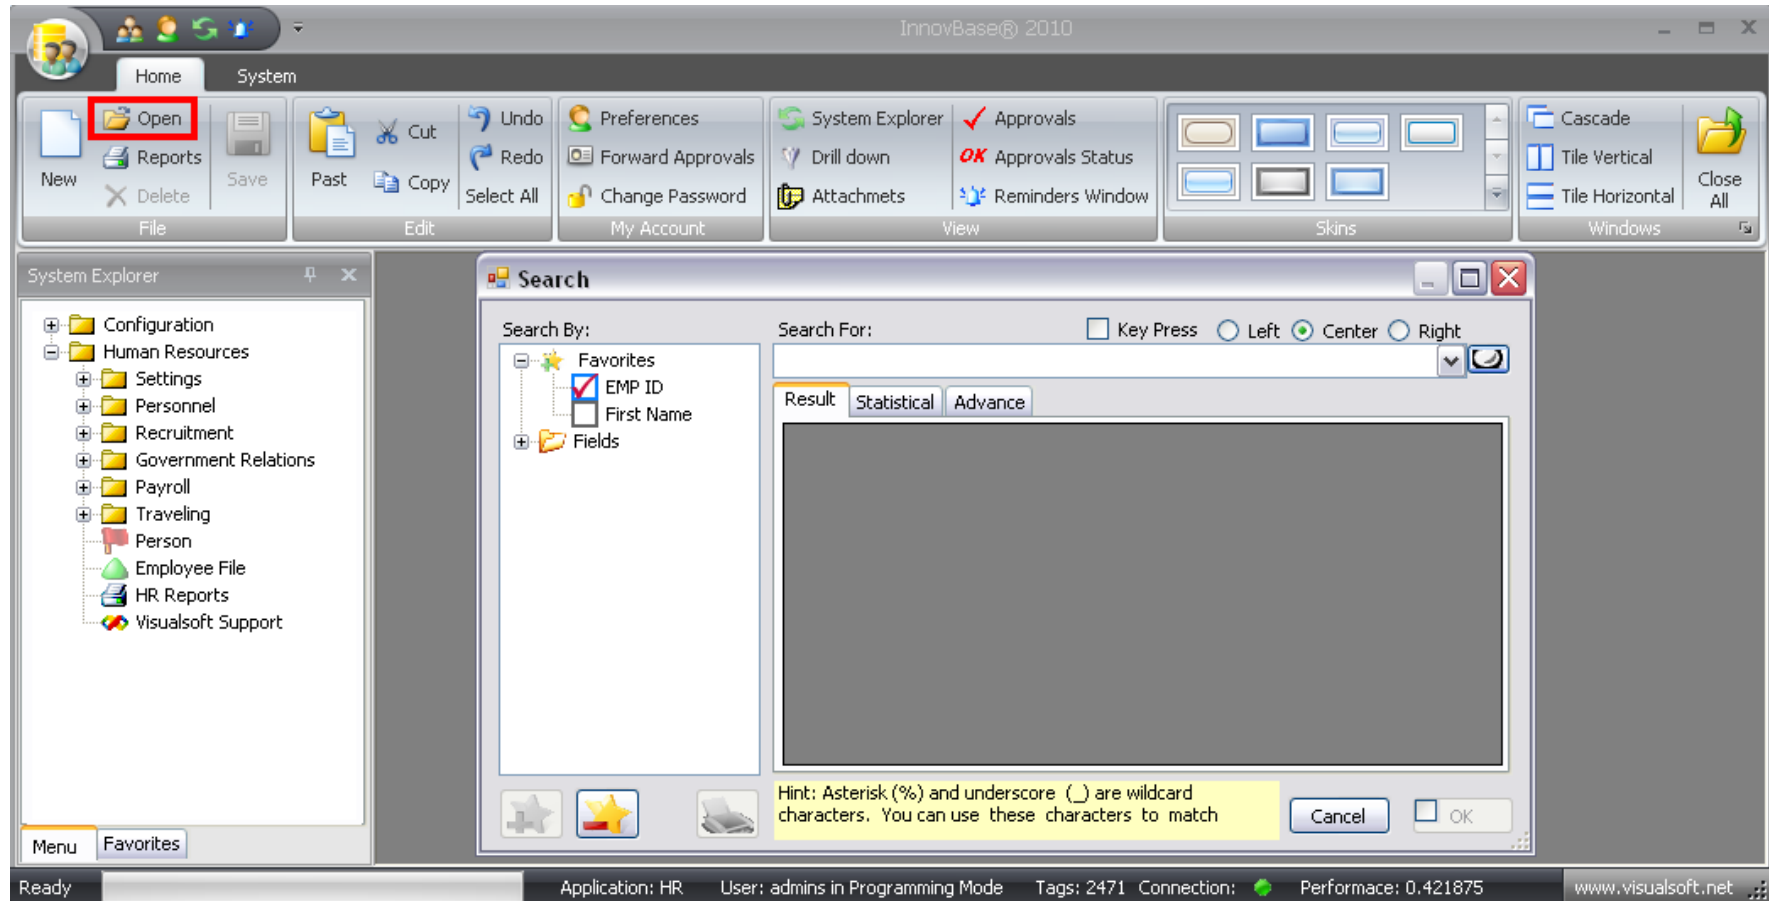 InnovBase® 2010
Home System
Open
Reports
Delete
New
Save
File
Past
Cut
Copy
Undo
Redo
Select All
Edit
Preferences
Forward Approvals
Change Password
My Account
System Explorer
Drill down
Attachmets
Approvals
OK Approvals Status
Reminders Window
View
Skins
Cascade
Tile Vertical
Tile Horizontal
Close
All
Windows
System Explorer
Configuration
Human Resources
Settings
Personnel
Recruitment
Government Relations
Payroll
Traveling
Person
Employee File
HR Reports
Visualsoft Support
Menu Favorites
Search
Search By:
Favorites
EMP ID
First Name
Fields
Search For:
Key Press Left Center Right
Result Statistical Advance
Hint: Asterisk (%) and underscore (_) are wildcard
characters. You can use these characters to match
Cancel OK
Ready Application: HR User: admins in Programming Mode Tags: 2471 Connection: Performace: 0.421875 www.visualsoft.net